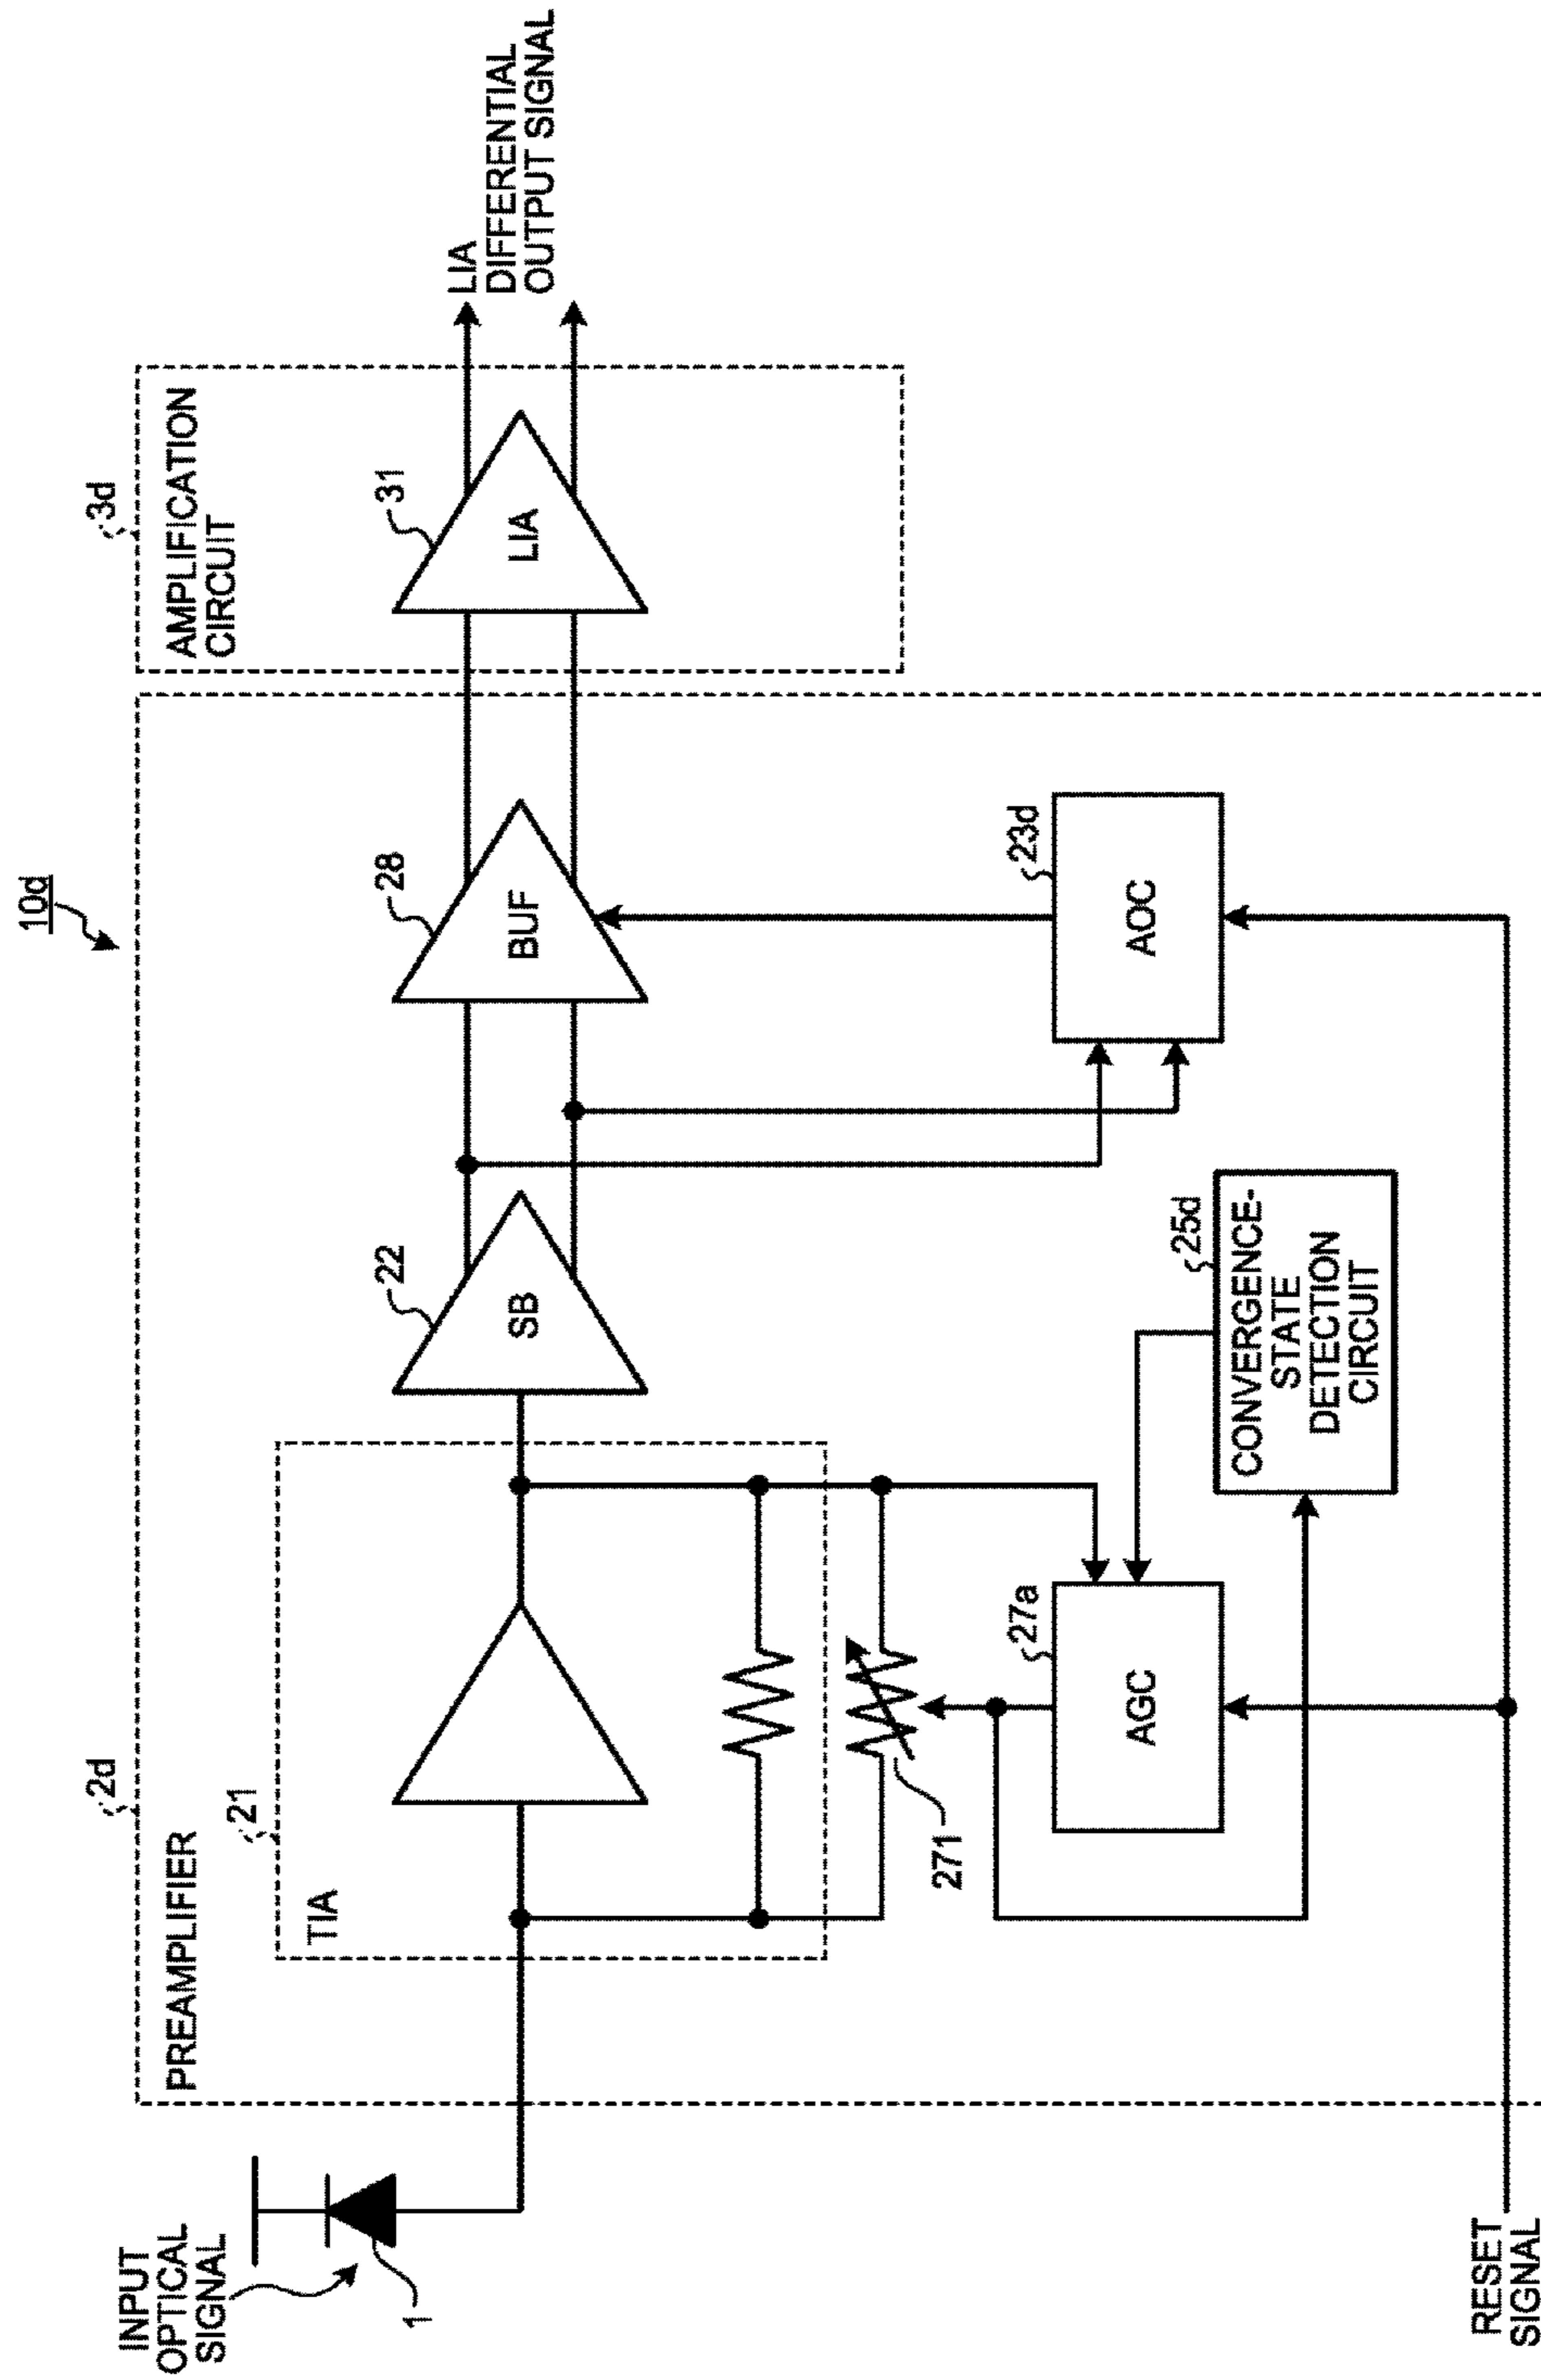 10d
2d
3d
PREAMPLIFIER
AMPLIFICATION
CIRCUIT
INPUT
OPTICAL
SIGNAL
1
21
TIA
22
SB
28
BUF
31
LIA
LIA
DIFFERENTIAL
OUTPUT SIGNAL
271
27a
AGC
25d
CONVERGENCE-
STATE
DETECTION
CIRCUIT
23d
AOC
RESET
SIGNAL